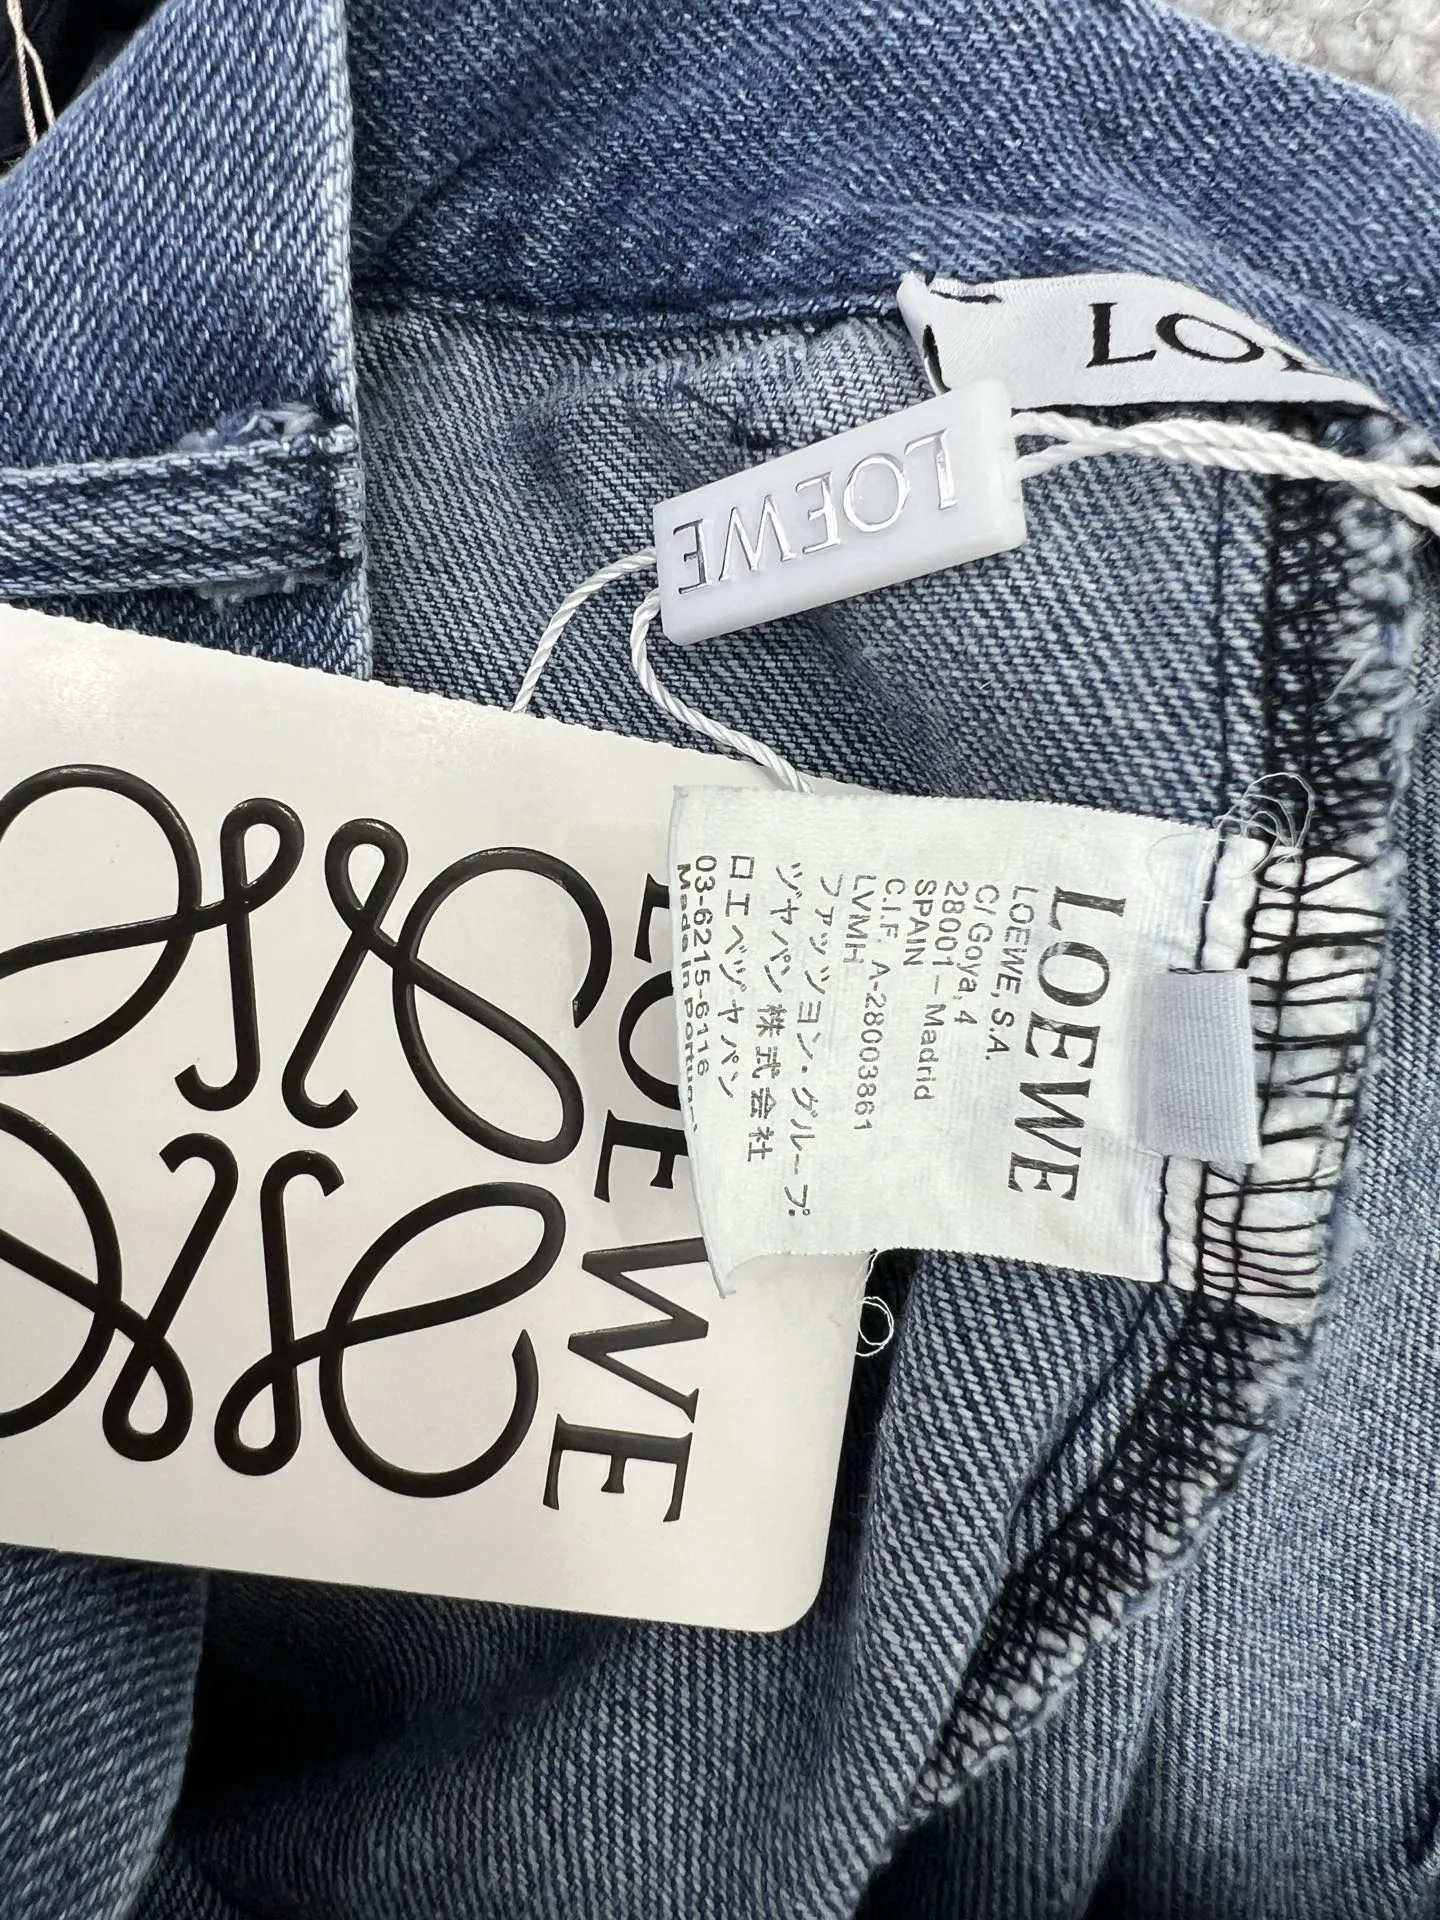 LOEWE
LOEWE
LOEWE
LOEWE, S.A.
C/ Goya, 4
28001 – Madrid
SPAIN
C.I.F. A-28003861
LVMH
ファッション・グループ
ジャパン株式会社
ロエベジャパン
03-6215-6116
Made in